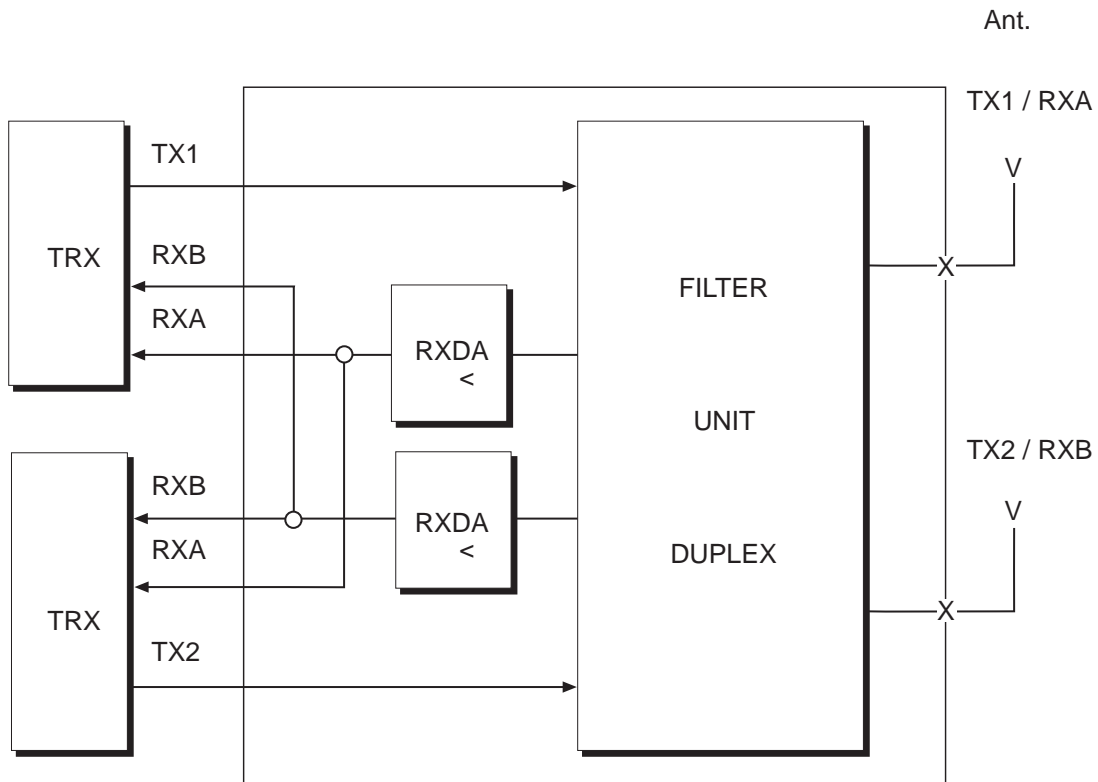 Ant.
TX1 / RXA
TX1
V
TRX
RXB
FILTER
RXA
RXDA
<
UNIT
TX2 / RXB
RXB
V
RXDA
<
RXA
DUPLEX
X
X
TRX
TX2